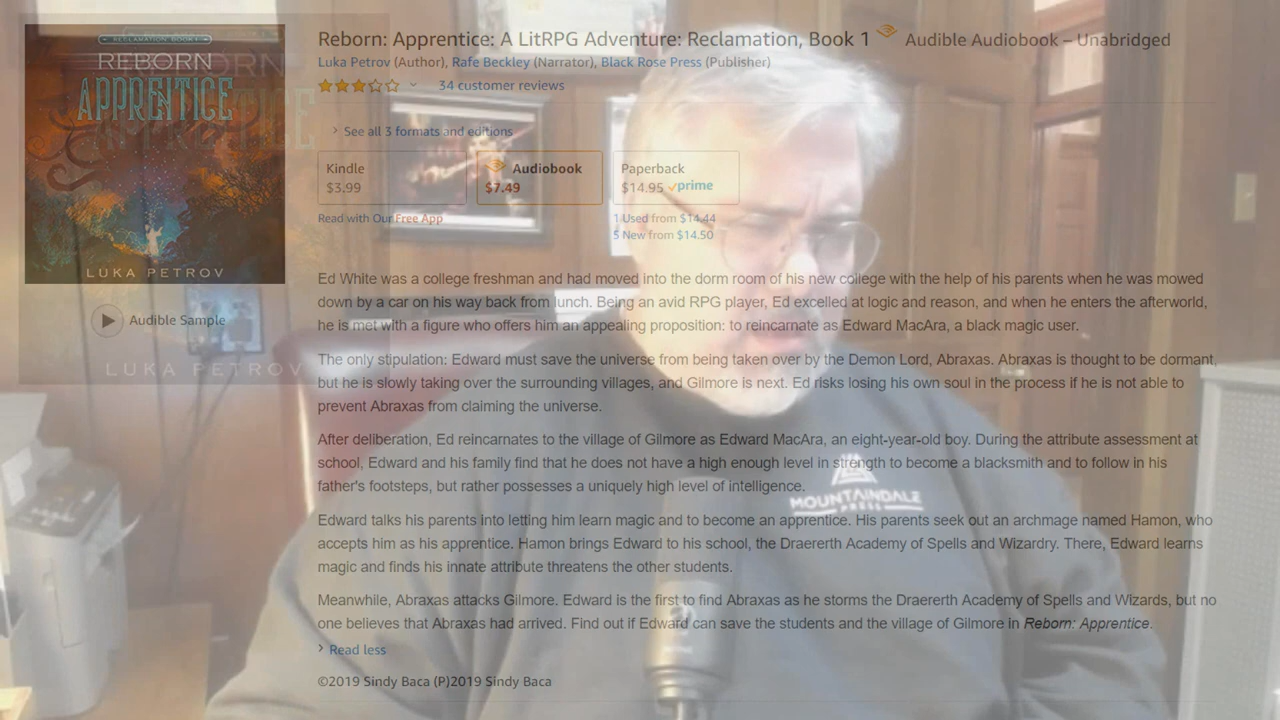 RECLAMATION, BOOK 1
REBORN
APPRENTICE
LUKA PETROV
Audible Sample
LUKA PETROV
Reborn: Apprentice: A LitRPG Adventure: Reclamation, Book 1 Audible Audiobook – Unabridged
Luka Petrov (Author), Rafe Beckley (Narrator), Black Rose Press (Publisher)
34 customer reviews
See all 3 formats and editions
Kindle
$3.99
Audiobook
$7.49
Paperback
$14.95 prime
Read with Our Free App
1 Used from $14.44
5 New from $14.50
Ed White was a college freshman and had moved into the dorm room of his new college with the help of his parents when he was mowed
down by a car on his way back from lunch. Being an avid RPG player, Ed excelled at logic and reason, and when he enters the afterworld,
he is met with a figure who offers him an appealing proposition: to reincarnate as Edward MacAra, a black magic user.
The only stipulation: Edward must save the universe from being taken over by the Demon Lord, Abraxas. Abraxas is thought to be dormant,
but he is slowly taking over the surrounding villages, and Gilmore is next. Ed risks losing his own soul in the process if he is not able to
prevent Abraxas from claiming the universe.
After deliberation, Ed reincarnates to the village of Gilmore as Edward MacAra, an eight-year-old boy. During the attribute assessment at
school, Edward and his family find that he does not have a high enough level in strength to become a blacksmith and to follow in his
father's footsteps, but rather possesses a uniquely high level of intelligence.
MOUNTAINDALE
PRESS
Edward talks his parents into letting him learn magic and to become an apprentice. His parents seek out an archmage named Hamon, who
accepts him as his apprentice. Hamon brings Edward to his school, the Draererth Academy of Spells and Wizardry. There, Edward learns
magic and finds his innate attribute threatens the other students.
Meanwhile, Abraxas attacks Gilmore. Edward is the first to find Abraxas as he storms the Draererth Academy of Spells and Wizards, but no
one believes that Abraxas had arrived. Find out if Edward can save the students and the village of Gilmore in Reborn: Apprentice.
Read less
©2019 Sindy Baca (P)2019 Sindy Baca